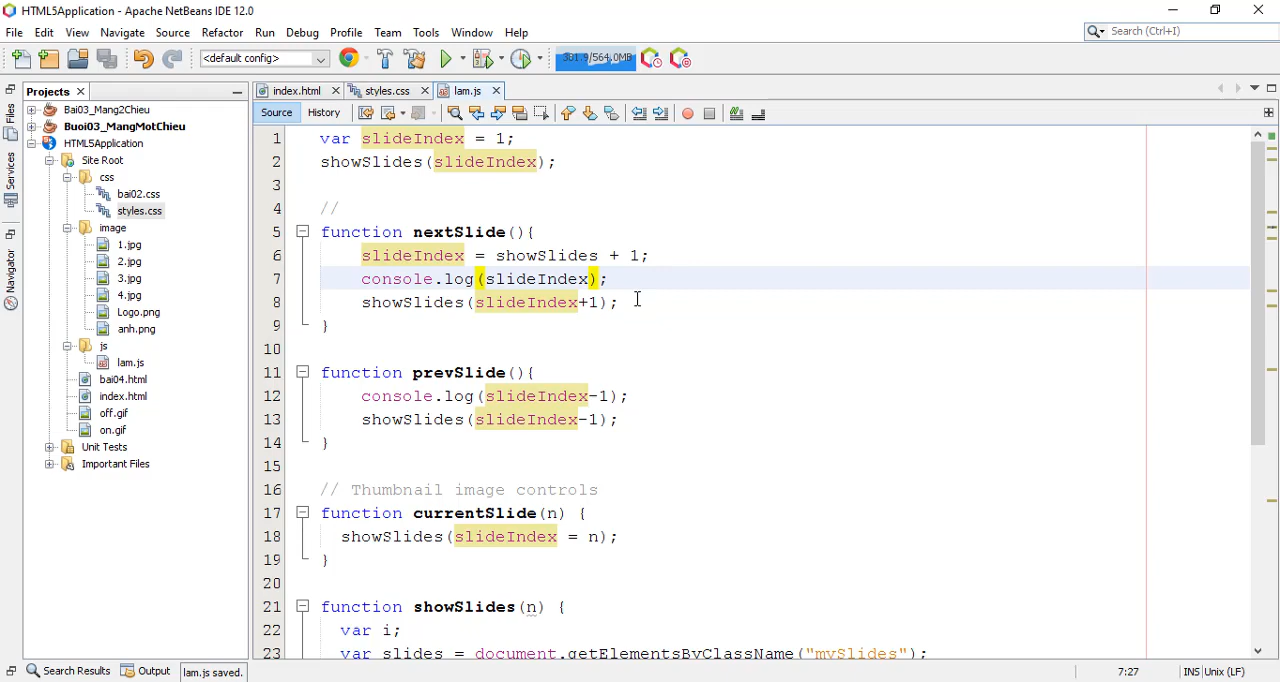 HTML5Application - Apache NetBeans IDE 12.0
File Edit View Navigate Source Refactor Run Debug Profile Team Tools Window Help
Search (Ctrl+I)
<default config>
381.9/564.0MB
Projects
index.html styles.css lam.js
Source History
Files
Services
Navigator
Bai03_Mang2Chieu
Buoi03_MangMotChieu
HTML5Application
Site Root
css
bai02.css
styles.css
image
1.jpg
2.jpg
3.jpg
4.jpg
Logo.png
anh.png
js
lam.js
bai04.html
index.html
off.gif
on.gif
Unit Tests
Important Files
1 var slideIndex = 1;
2 showSlides(slideIndex);
3
4 //
5 function nextSlide(){
6 slideIndex = showSlides + 1;
7 console.log(slideIndex);
8 showSlides(slideIndex+1);
9 }
10
11 function prevSlide(){
12 console.log(slideIndex-1);
13 showSlides(slideIndex-1);
14 }
15
16 // Thumbnail image controls
17 function currentSlide(n) {
18 showSlides(slideIndex = n);
19 }
20
21 function showSlides(n) {
22 var i;
23 var slides = document.getElementsByClassName("mySlides");
Search Results Output lam.js saved.
7:27 INS Unix (LF)